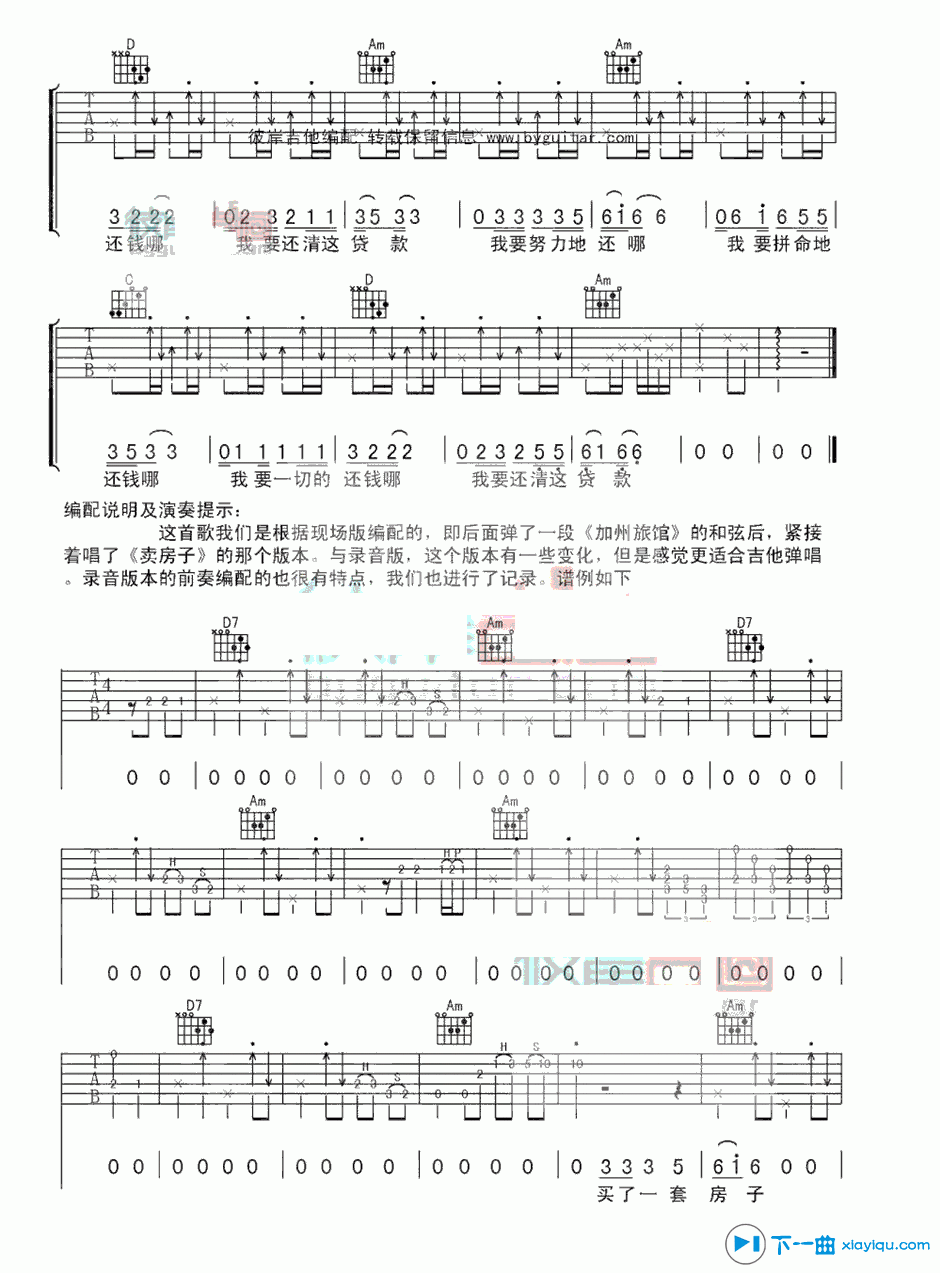 D Am Am
T
A
B
彼岸吉他编配 转载保留信息 www.byguitar.com
3 2 2 2 | 0 2 3 2 1 1 | 3 5 3 3 | 0 3 3 3 3 5 | 6 i 6 6 | 0 6 i 6 5 5
还钱哪 我要还清这 贷 款 我要努力地 还 哪 我要拼命地
C D Am
T
A
B
3 5 3 3 | 0 1 1 1 1 1 | 3 2 2 2 | 0 2 3 2 5 5 | 6 1 6 6 | 0 0 | 0 0
还钱哪 我要一切的 还钱哪 我要还清这 贷 款
编配说明及演奏提示:
这首歌我们是根据现场版编配的，即后面弹了一段《加州旅馆》的和弦后，紧接
着唱了《卖房子》的那个版本。与录音版，这个版本有一些变化，但是感觉更适合吉他弹唱
。录音版本的前奏编配的也很有特点，我们也进行了记录。谱例如下
D7 Am D7
T
A
B
4
4
2 2 1 H S 2 3 3 2 2 1
0 0 | 0 0 0 0 | 0 0 0 0 | 0 0 0 0 | 0 0 0 0 | 0 0 0 0
Am Am
T
A
B
H S H P
0 0 0 0 | 0 0 0 0 | 0 0 0 0 | 0 0 0 0 | 0 0 0 0 | 0 0 0 0
D7 Am Am
T
A
B
H S H S
0 0 | 0 0 0 0 | 0 0 0 0 | 0 0 0 0 | 0 3 3 3 5 | 6 i 6 0 0
买了一套 房 子
下一曲 xiayiqu.com